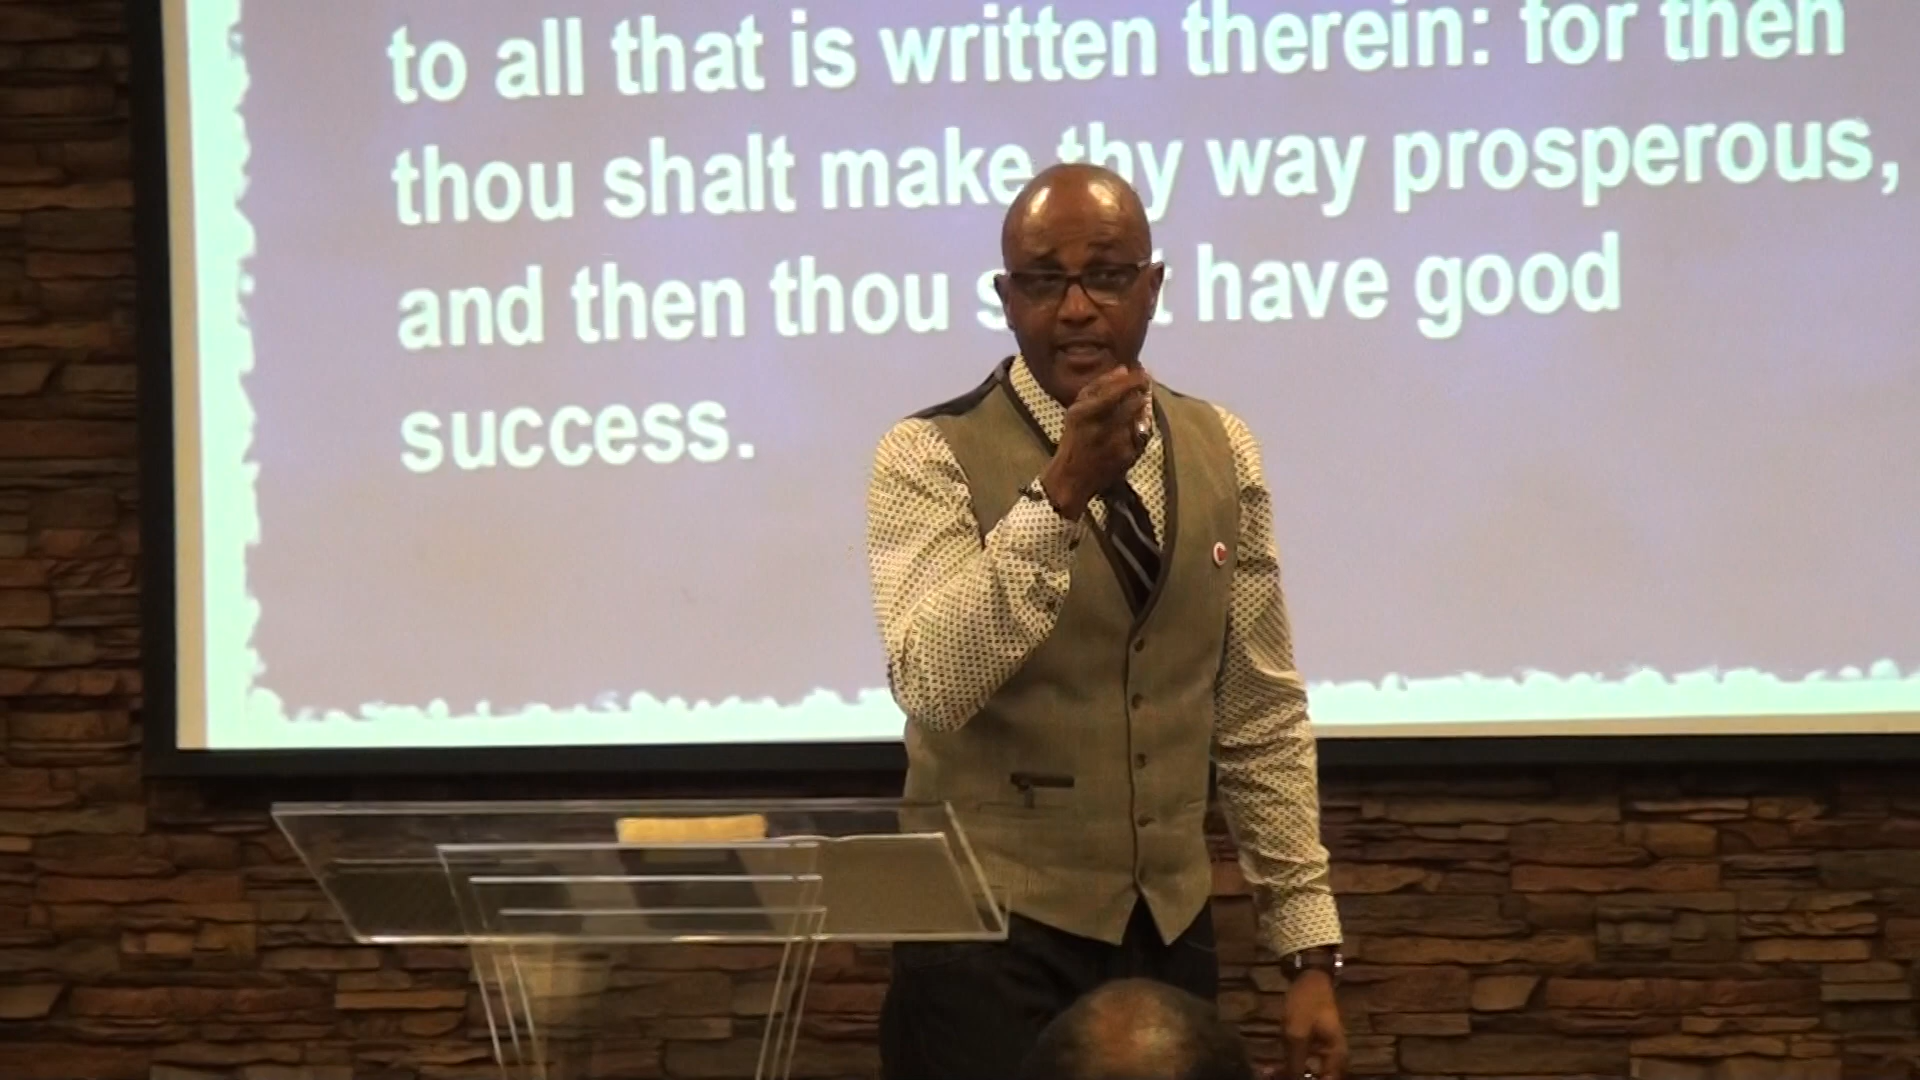 to all that is written therein: for then
thou shalt make thy way prosperous,
and then thou have good
success.